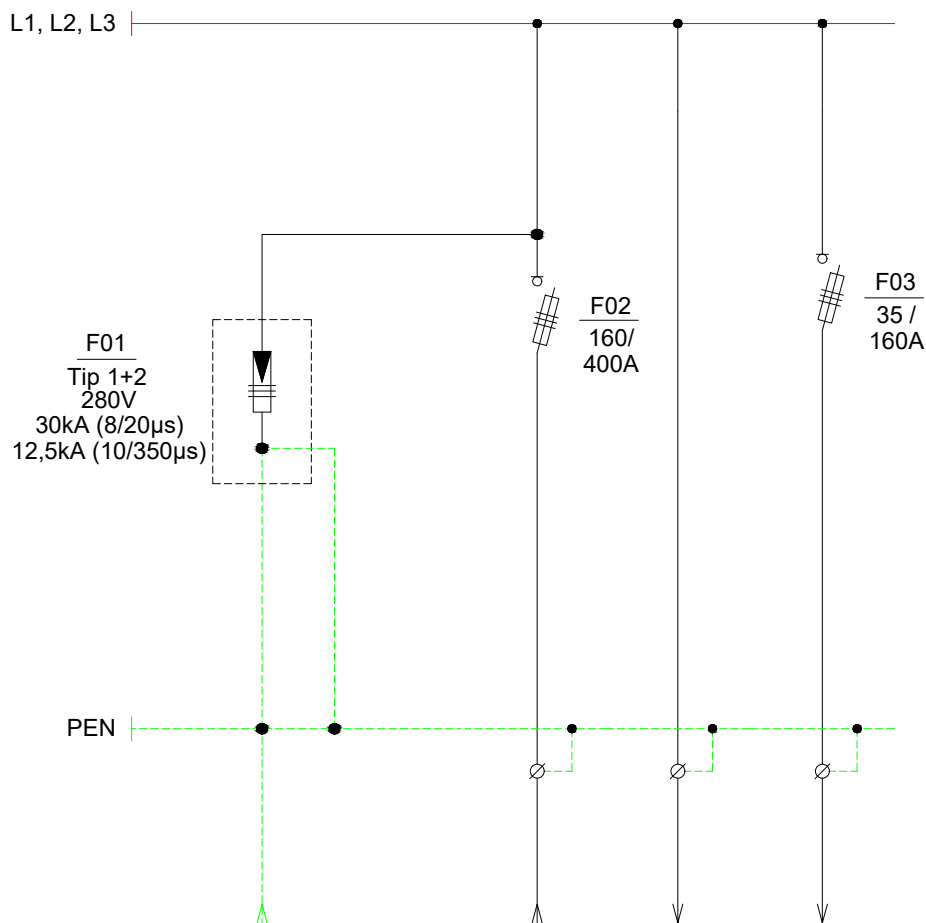 L1, L2, L3
F01
Tip 1+2
280V
30kA (8/20µs)
12,5kA (10/350µs)
F02
160/
400A
F03
35 /
160A
PEN